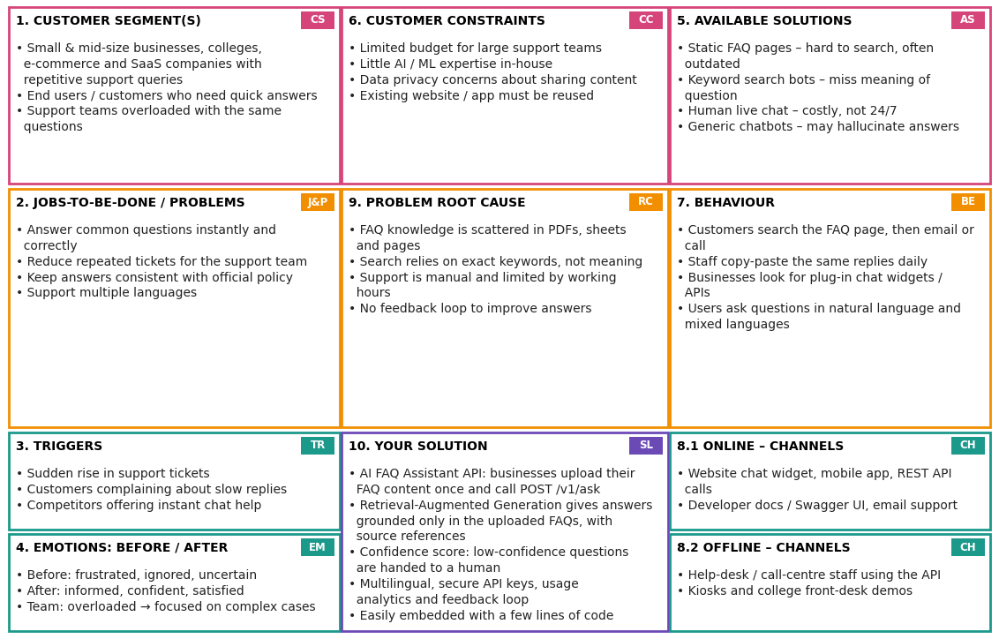 1. CUSTOMER SEGMENT(S) CS
• Small & mid-size businesses, colleges,
e-commerce and SaaS companies with
repetitive support queries
• End users / customers who need quick answers
• Support teams overloaded with the same
questions
6. CUSTOMER CONSTRAINTS CC
• Limited budget for large support teams
• Little AI / ML expertise in-house
• Data privacy concerns about sharing content
• Existing website / app must be reused
5. AVAILABLE SOLUTIONS AS
• Static FAQ pages – hard to search, often
outdated
• Keyword search bots – miss meaning of
question
• Human live chat – costly, not 24/7
• Generic chatbots – may hallucinate answers
2. JOBS-TO-BE-DONE / PROBLEMS J&P
• Answer common questions instantly and
correctly
• Reduce repeated tickets for the support team
• Keep answers consistent with official policy
• Support multiple languages
9. PROBLEM ROOT CAUSE RC
• FAQ knowledge is scattered in PDFs, sheets
and pages
• Search relies on exact keywords, not meaning
• Support is manual and limited by working
hours
• No feedback loop to improve answers
7. BEHAVIOUR BE
• Customers search the FAQ page, then email or
call
• Staff copy-paste the same replies daily
• Businesses look for plug-in chat widgets /
APIs
• Users ask questions in natural language and
mixed languages
3. TRIGGERS TR
• Sudden rise in support tickets
• Customers complaining about slow replies
• Competitors offering instant chat help
4. EMOTIONS: BEFORE / AFTER EM
• Before: frustrated, ignored, uncertain
• After: informed, confident, satisfied
• Team: overloaded → focused on complex cases
10. YOUR SOLUTION SL
• AI FAQ Assistant API: businesses upload their
FAQ content once and call POST /v1/ask
• Retrieval-Augmented Generation gives answers
grounded only in the uploaded FAQs, with
source references
• Confidence score: low-confidence questions
are handed to a human
• Multilingual, secure API keys, usage
analytics and feedback loop
• Easily embedded with a few lines of code
8.1 ONLINE – CHANNELS CH
• Website chat widget, mobile app, REST API
calls
• Developer docs / Swagger UI, email support
8.2 OFFLINE – CHANNELS CH
• Help-desk / call-centre staff using the API
• Kiosks and college front-desk demos